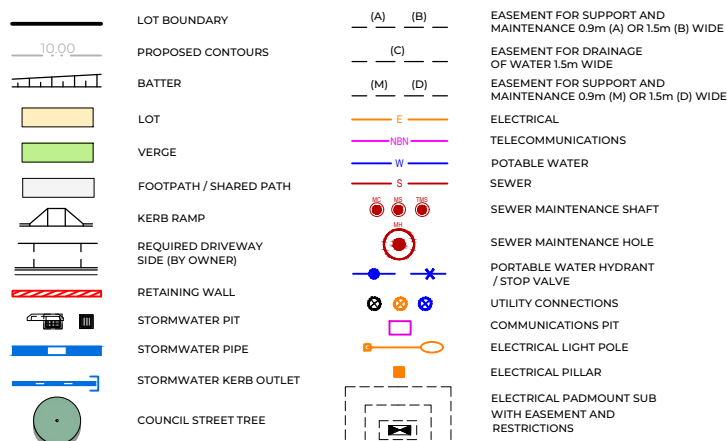 LOT BOUNDARY
10.00
PROPOSED CONTOURS
BATTER
LOT
VERGE
FOOTPATH / SHARED PATH
KERB RAMP
REQUIRED DRIVEWAY
SIDE (BY OWNER)
RETAINING WALL
STORMWATER PIT
STORMWATER PIPE
STORMWATER KERB OUTLET
COUNCIL STREET TREE
(A) (B)
EASEMENT FOR SUPPORT AND
MAINTENANCE 0.9m (A) OR 1.5m (B) WIDE
(C)
EASEMENT FOR DRAINAGE
OF WATER 1.5m WIDE
(M) (D)
EASEMENT FOR SUPPORT AND
MAINTENANCE 0.9m (M) OR 1.5m (D) WIDE
E
ELECTRICAL
NBN
TELECOMMUNICATIONS
W
POTABLE WATER
S
SEWER
MC MS TMS
SEWER MAINTENANCE SHAFT
MH
SEWER MAINTENANCE HOLE
PORTABLE WATER HYDRANT
/ STOP VALVE
UTILITY CONNECTIONS
COMMUNICATIONS PIT
ELECTRICAL LIGHT POLE
ELECTRICAL PILLAR
ELECTRICAL PADMOUNT SUB
WITH EASEMENT AND
RESTRICTIONS